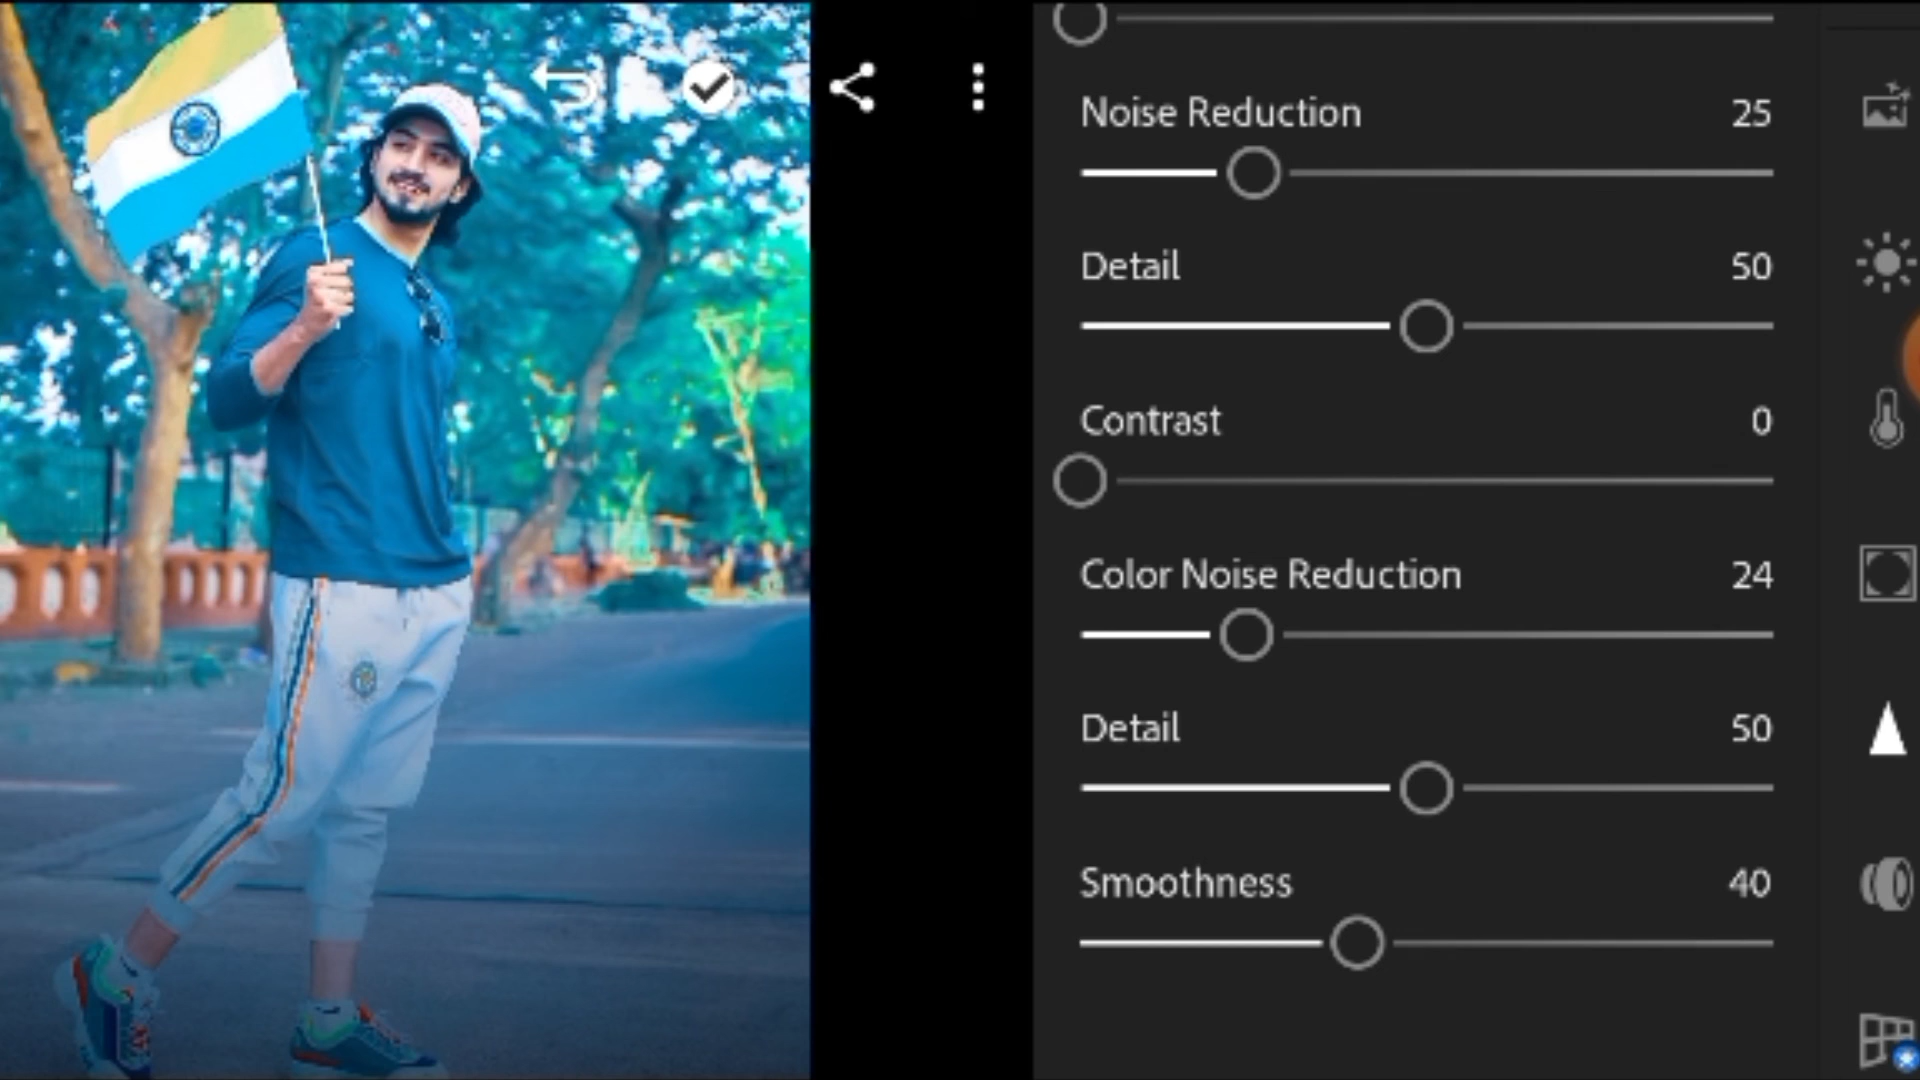 Noise Reduction 25
Detail 50
Contrast 0
Color Noise Reduction 24
Detail 50
Smoothness 40